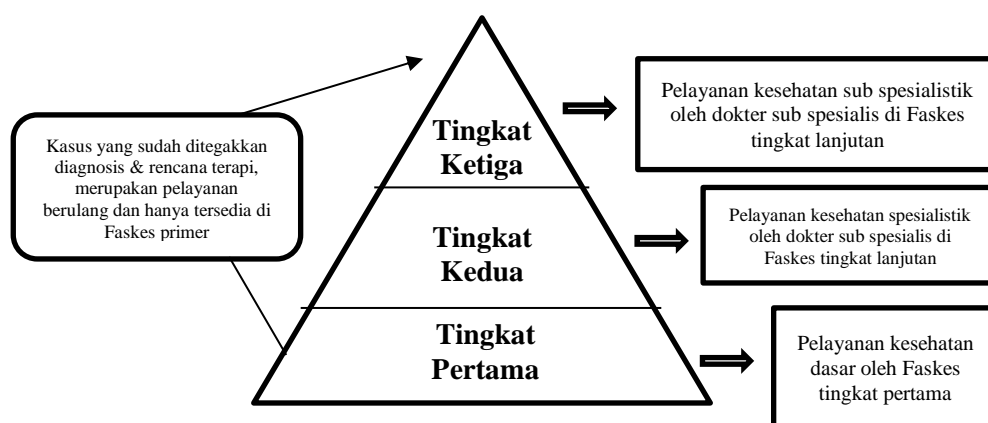 Kasus yang sudah ditegakkan
diagnosis & rencana terapi,
merupakan pelayanan
berulang dan hanya tersedia di
Faskes primer
Tingkat
Ketiga
Pelayanan kesehatan sub spesialistik
oleh dokter sub spesialis di Faskes
tingkat lanjutan
Tingkat
Kedua
Pelayanan kesehatan spesialistik
oleh dokter sub spesialis di
Faskes tingkat lanjutan
Tingkat
Pertama
Pelayanan kesehatan
dasar oleh Faskes
tingkat pertama